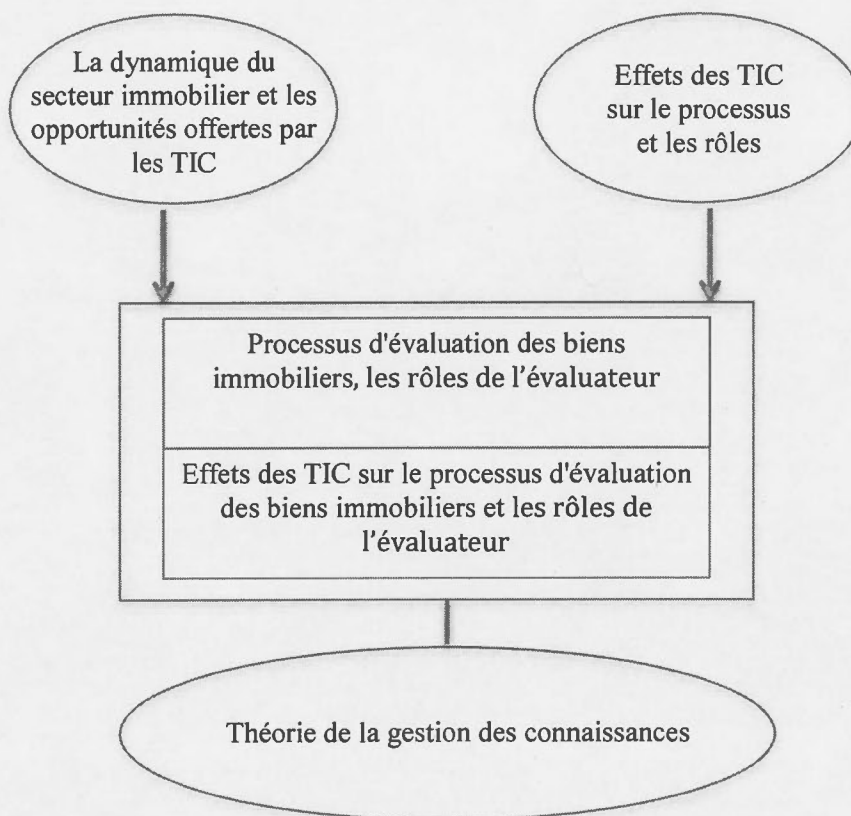 La dynamique du
secteur immobilier et les
opportunités offertes par
les TIC
Effets des TIC
sur le processus
et les rôles
Processus d'évaluation des biens
immobiliers, les rôles de l'évaluateur
Effets des TIC sur le processus d'évaluation
des biens immobiliers et les rôles de
l'évaluateur
Théorie de la gestion des connaissances